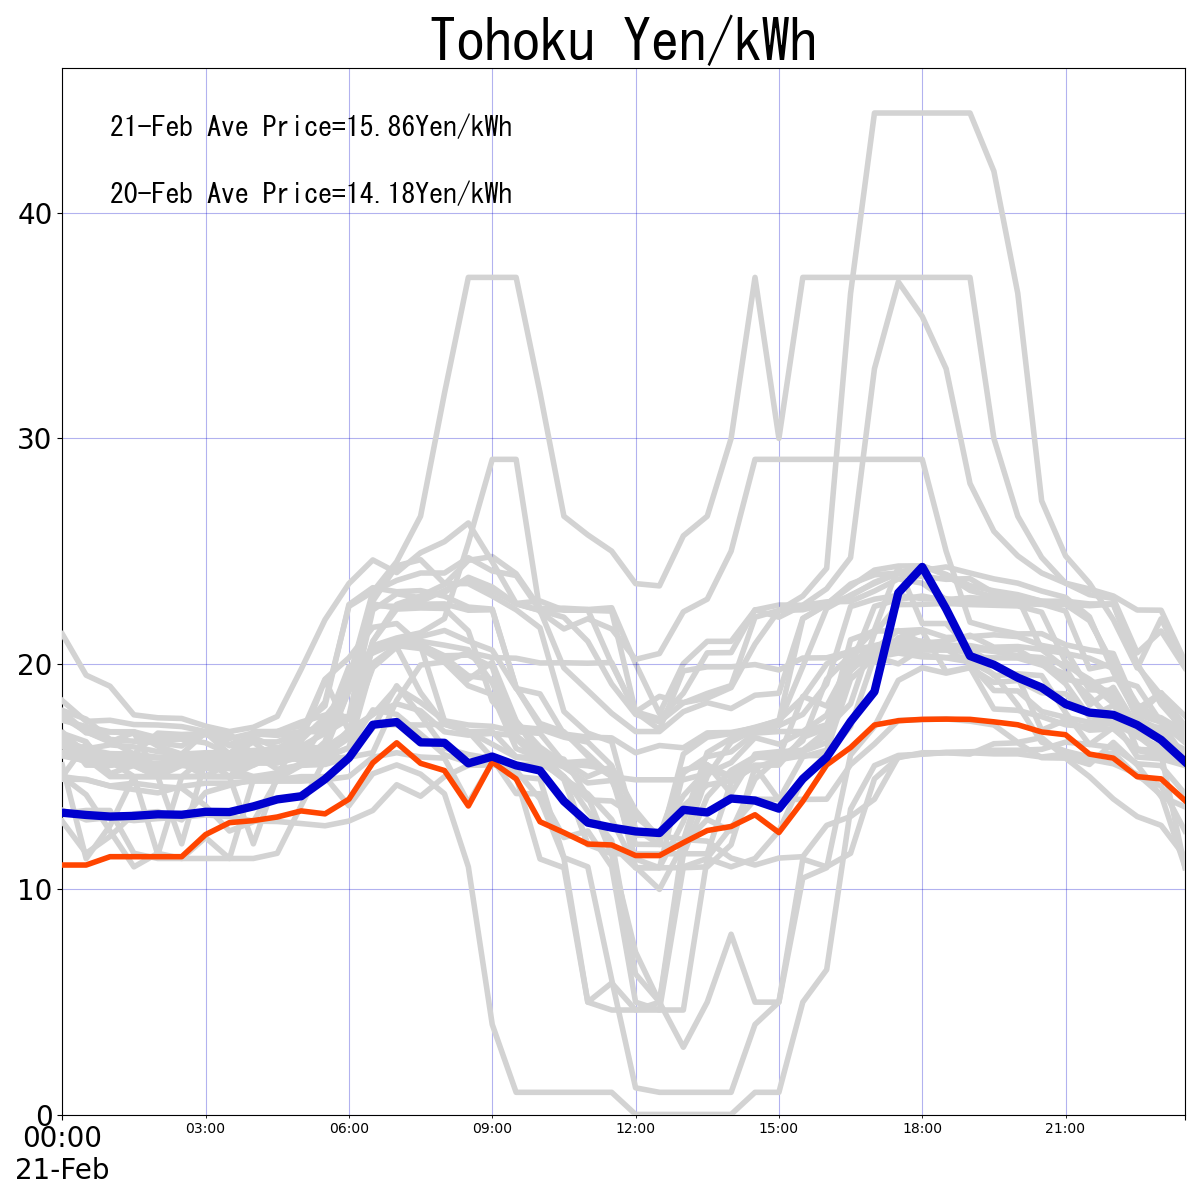 Tohoku Yen/kWh
21-Feb Ave Price=15.86Yen/kWh
20-Feb Ave Price=14.18Yen/kWh
40
30
20
10
0
00:00 03:00 06:00 09:00 12:00 15:00 18:00 21:00
21-Feb